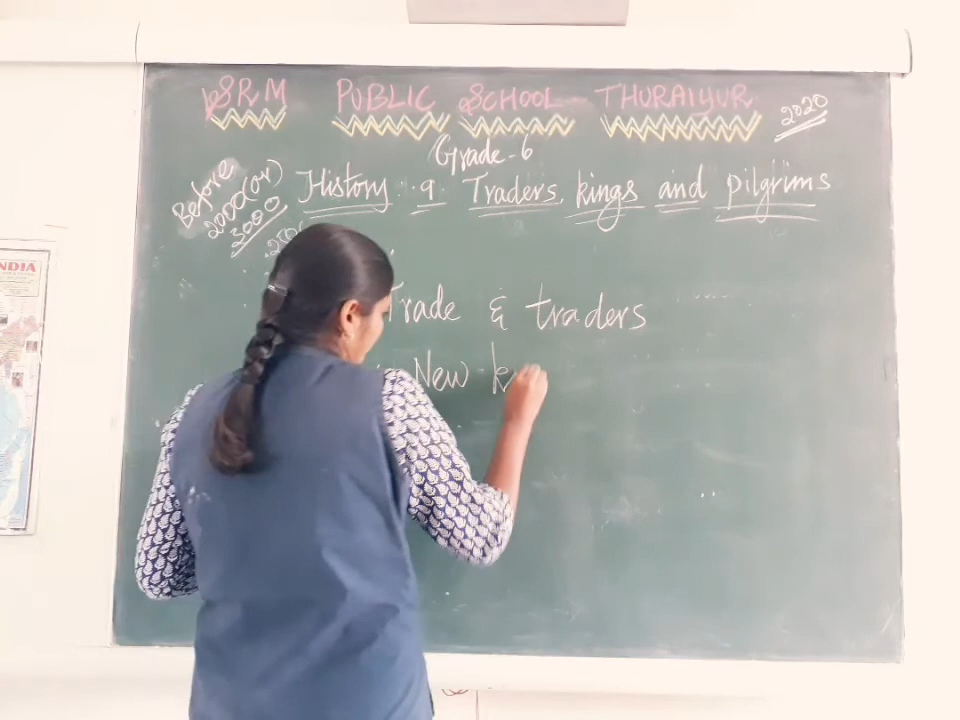 SRM PUBLIC SCHOOL - THURAIYUR
2020
Grade - 6
Before
2000 (or)
3000
History : 9 Traders, kings and pilgrims
Trade & traders
New k
INDIA